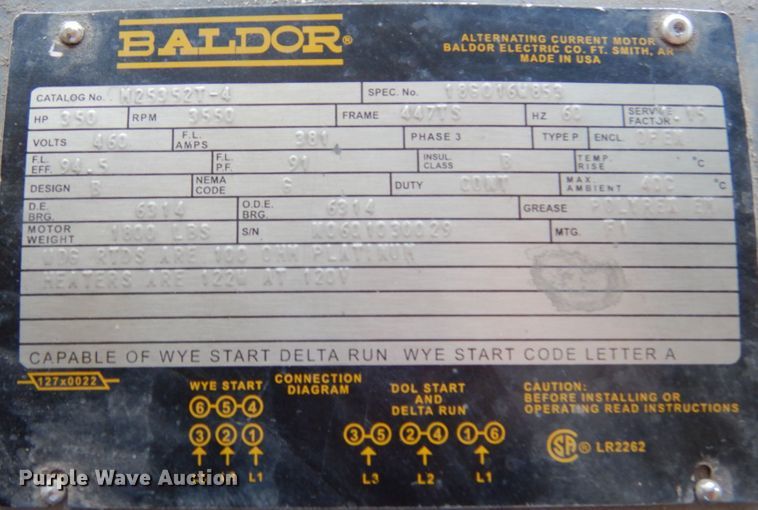 BALDOR®
ALTERNATING CURRENT MOTOR
BALDOR ELECTRIC CO. FT. SMITH, AR
MADE IN USA
CATALOG No. M25352T-4 SPEC. No. 18G016W853
HP 350 RPM 3550 FRAME 447TS HZ 60 SERVICE FACTOR 1.15
VOLTS 460 F.L. AMPS 381 PHASE 3 TYPE P ENCL. OPEN
F.L. EFF. 94.5 F.L. P.F. 91 INSUL. CLASS B TEMP. RISE °C
DESIGN B NEMA CODE G DUTY CONT MAX. AMBIENT 40C °C
D.E. BRG. 6314 O.D.E. BRG. 6314 GREASE POLYREX EM
MOTOR WEIGHT 1800 LBS S/N X0601030029 MTG. F1
WDG RTDS ARE 100 OHM PLATINUM
HEATERS ARE 122W AT 120V
CAPABLE OF WYE START DELTA RUN WYE START CODE LETTER A
127x0022
WYE START
6-5-4
3 2 1
L1
CONNECTION DIAGRAM
DOL START AND DELTA RUN
3-5 2-4 1-6
L3 L2 L1
CAUTION:
BEFORE INSTALLING OR
OPERATING READ INSTRUCTIONS
SA® LR2262
Purple Wave Auction